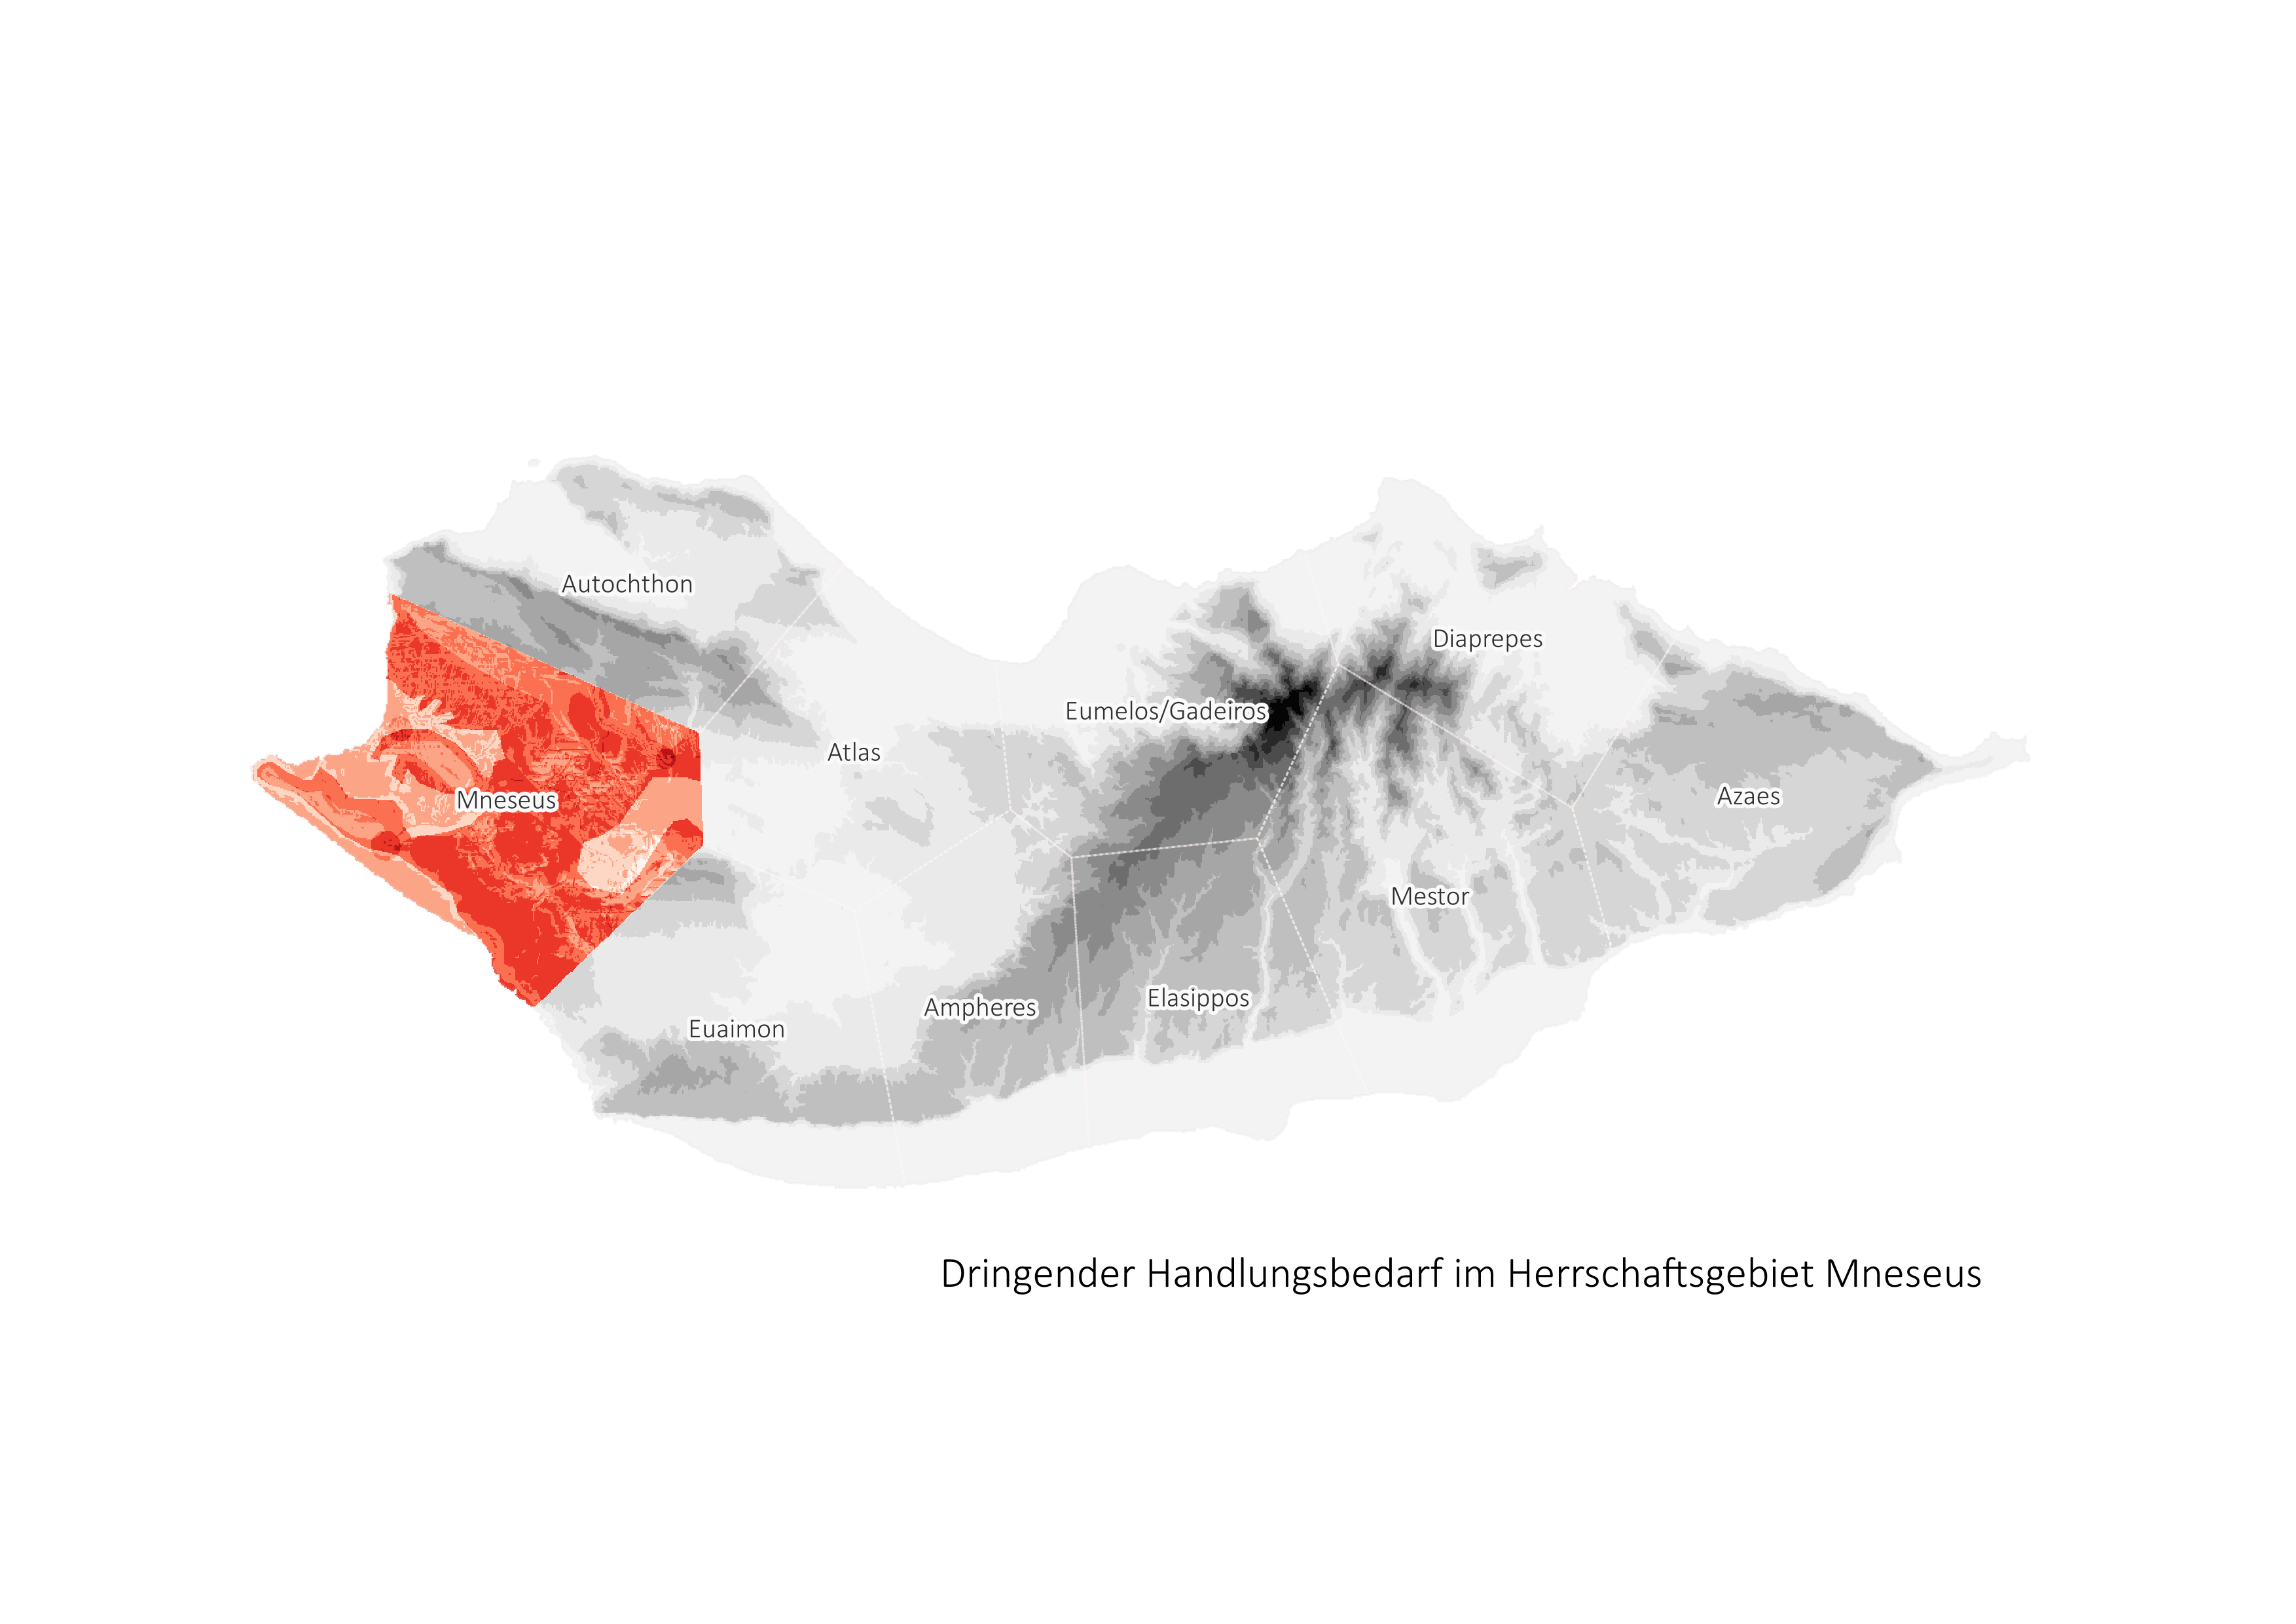 Autochthon
Diaprepes
Eumelos/Gadeiros
Atlas
Mneseus
Azaes
Mestor
Elasippos
Ampheres
Euaimon
Dringender Handlungsbedarf im Herrschaftsgebiet Mneseus